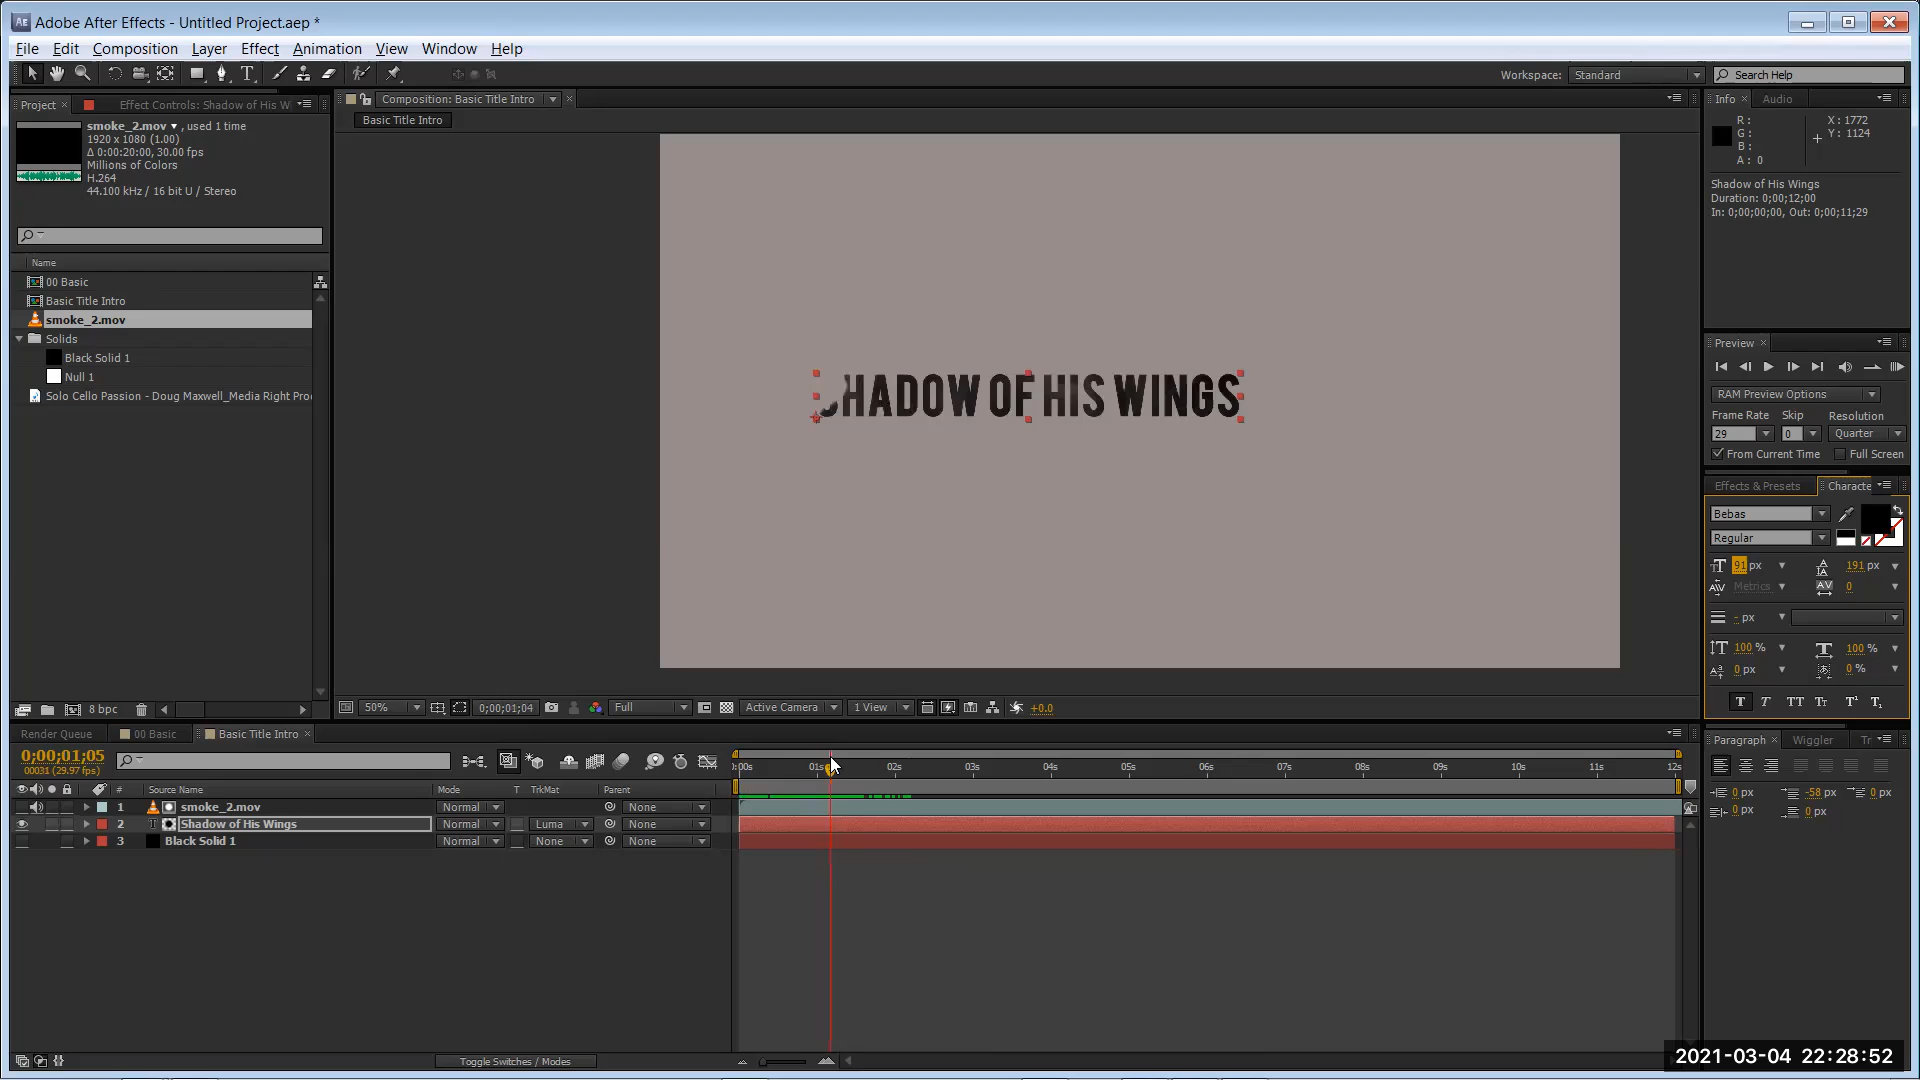 Adobe After Effects - Untitled Project.aep *
File Edit Composition Layer Effect Animation View Window Help
Workspace: Standard Search Help
Project Effect Controls: Shadow of His W
Composition: Basic Title Intro
Info Audio
Basic Title Intro
smoke_2.mov , used 1 time
1920 x 1080 (1.00)
Δ 0:00:20:00, 30.00 fps
Millions of Colors
H.264
44.100 kHz / 16 bit U / Stereo
R : X : 1772
G : Y : 1124
B :
A : 0
Shadow of His Wings
Duration: 0;00;12;00
In: 0;00;00;00, Out: 0;00;11;29
Name
00 Basic
Basic Title Intro
smoke_2.mov
Solids
Black Solid 1
Null 1
Solo Cello Passion - Doug Maxwell_Media Right Pro
SHADOW OF HIS WINGS
Preview
RAM Preview Options
Frame Rate Skip Resolution
29 0 Quarter
From Current Time Full Screen
Effects & Presets Characte
Bebas
Regular
91 px 191 px
Metrics 0
- px
100 % 100 %
0 px 0 %
T T TT Tr T¹ T₁
8 bpc
50% 0;00;01;04 Full Active Camera 1 View +0.0
Render Queue 00 Basic Basic Title Intro
0;00;01;05
00031 (29.97 fps)
:00s 01s 02s 03s 04s 05s 06s 07s 08s 09s 10s 11s 12s
# Source Name Mode T TrkMat Parent
1 smoke_2.mov Normal None
2 Shadow of His Wings Normal Luma None
3 Black Solid 1 Normal None None
Toggle Switches / Modes
Paragraph Wiggler Tr
0 px -58 px 0 px
0 px 0 px
2021-03-04 22:28:52